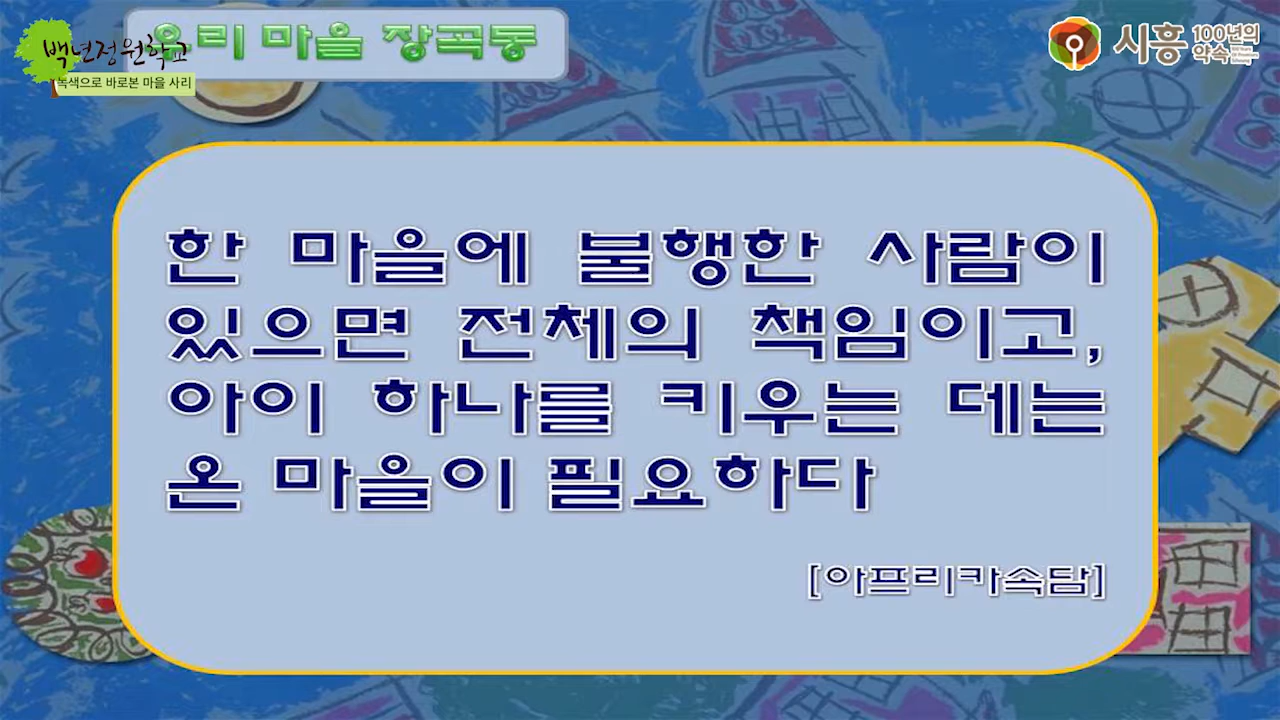 우리 마을 장곡동
백년정원학교
녹색으로 바로본 마을 사리
시흥 100년의 약속
한 마을에 불행한 사람이
있으면 전체의 책임이고,
아이 하나를 키우는 데는
온 마을이 필요하다
[아프리카속담]